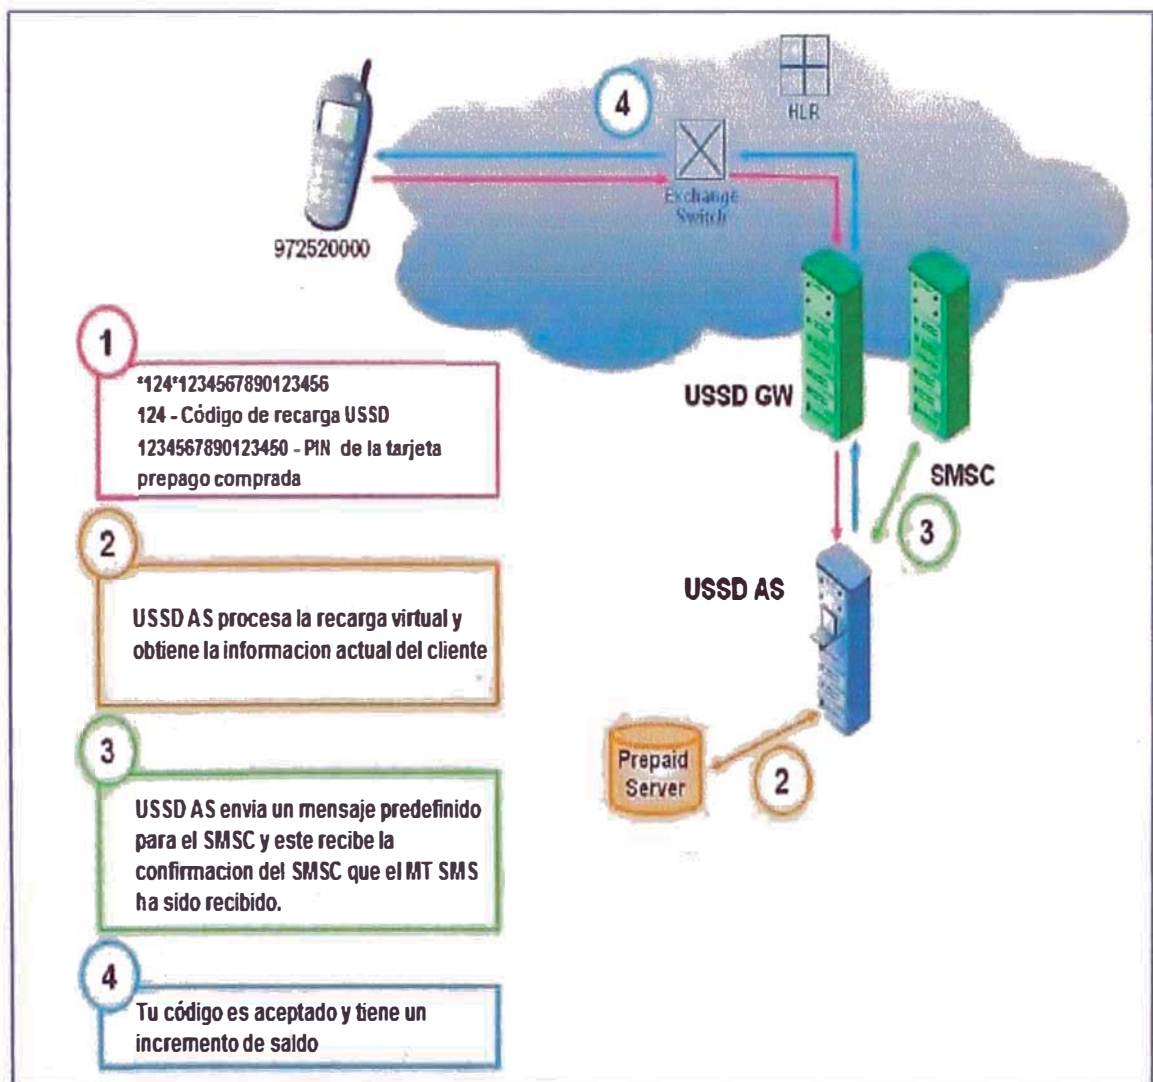 4
HLR
Exchange
Switch
972520000
USSD GW
SMSC
3
USSD AS
Prepaid
Server
2
1
*124*1234567890123456
124 - Código de recarga USSD
1234567890123450 - PIN de la tarjeta
prepago comprada
2
USSD AS procesa la recarga virtual y
obtiene la informacion actual del cliente
3
USSD AS envia un mensaje predefinido
para el SMSC y este recibe la
confirmacion del SMSC que el MT SMS
ha sido recibido.
4
Tu código es aceptado y tiene un
incremento de saldo